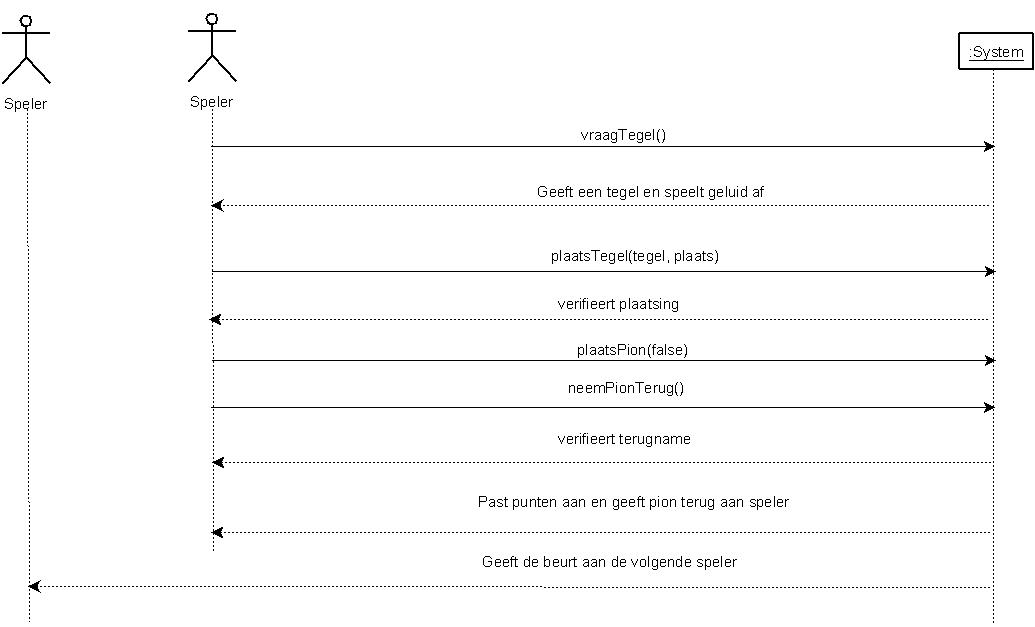 Speler
Speler
:System
vraagTegel()
Geeft een tegel en speelt geluid af
plaatsTegel(tegel, plaats)
verifieert plaatsing
plaatsPion(false)
neemPionTerug()
verifieert terugname
Past punten aan en geeft pion terug aan speler
Geeft de beurt aan de volgende speler